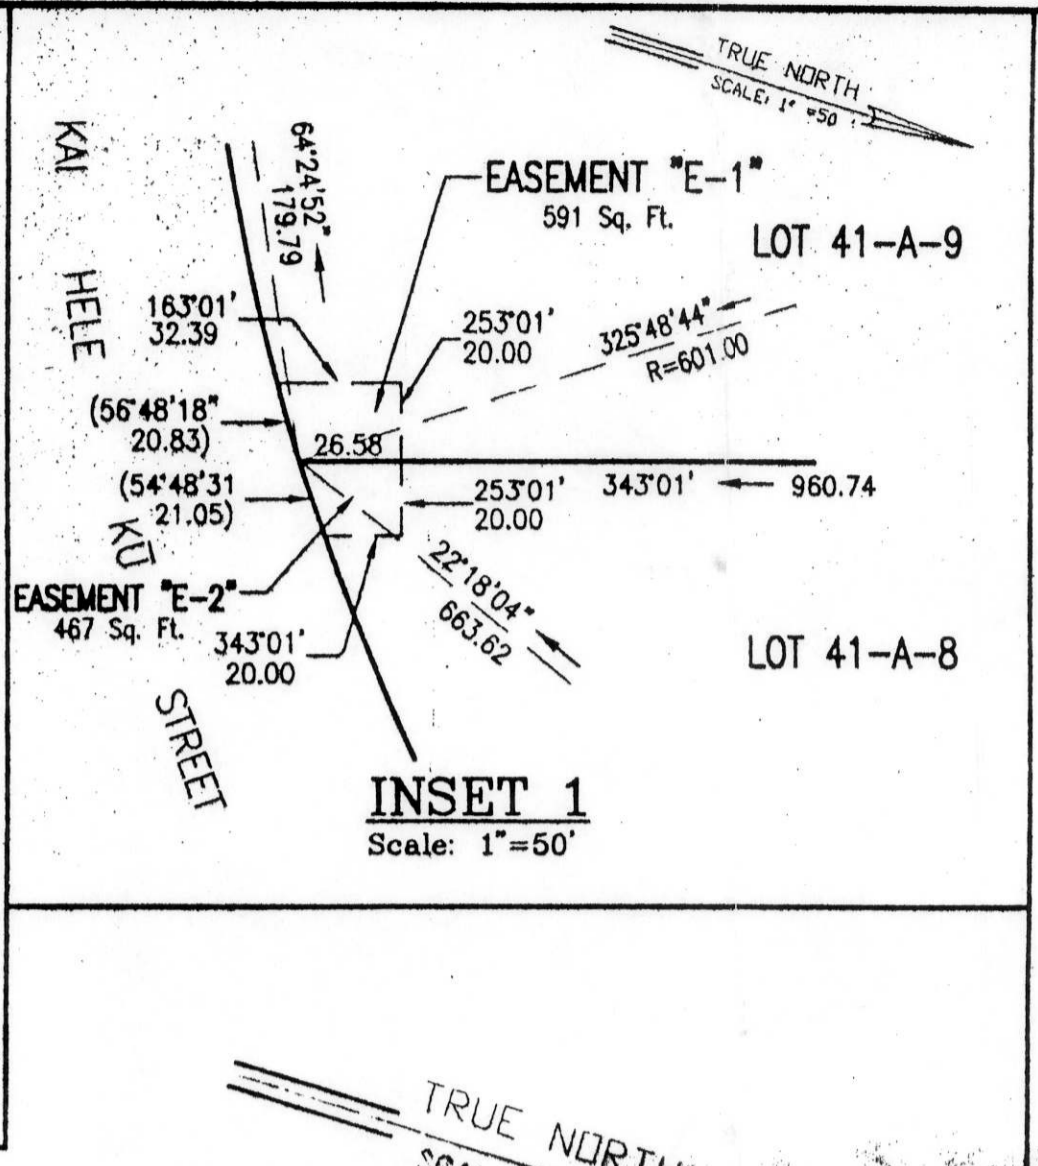 TRUE NORTH
SCALE: 1" =50
KAI
HELE
KŪ
STREET
64°24'52"
179.79
EASEMENT "E-1"
591 Sq. Ft.
LOT 41-A-9
163°01'
32.39
253°01'
20.00
325°48'44"
R=601.00
(56°48'18"
20.83)
26.58
(54°48'31
21.05)
253°01'
20.00
343°01'
960.74
EASEMENT "E-2"
467 Sq. Ft.
22°18'04"
663.62
343°01'
20.00
LOT 41-A-8
INSET 1
Scale: 1"=50'
TRUE NORTH